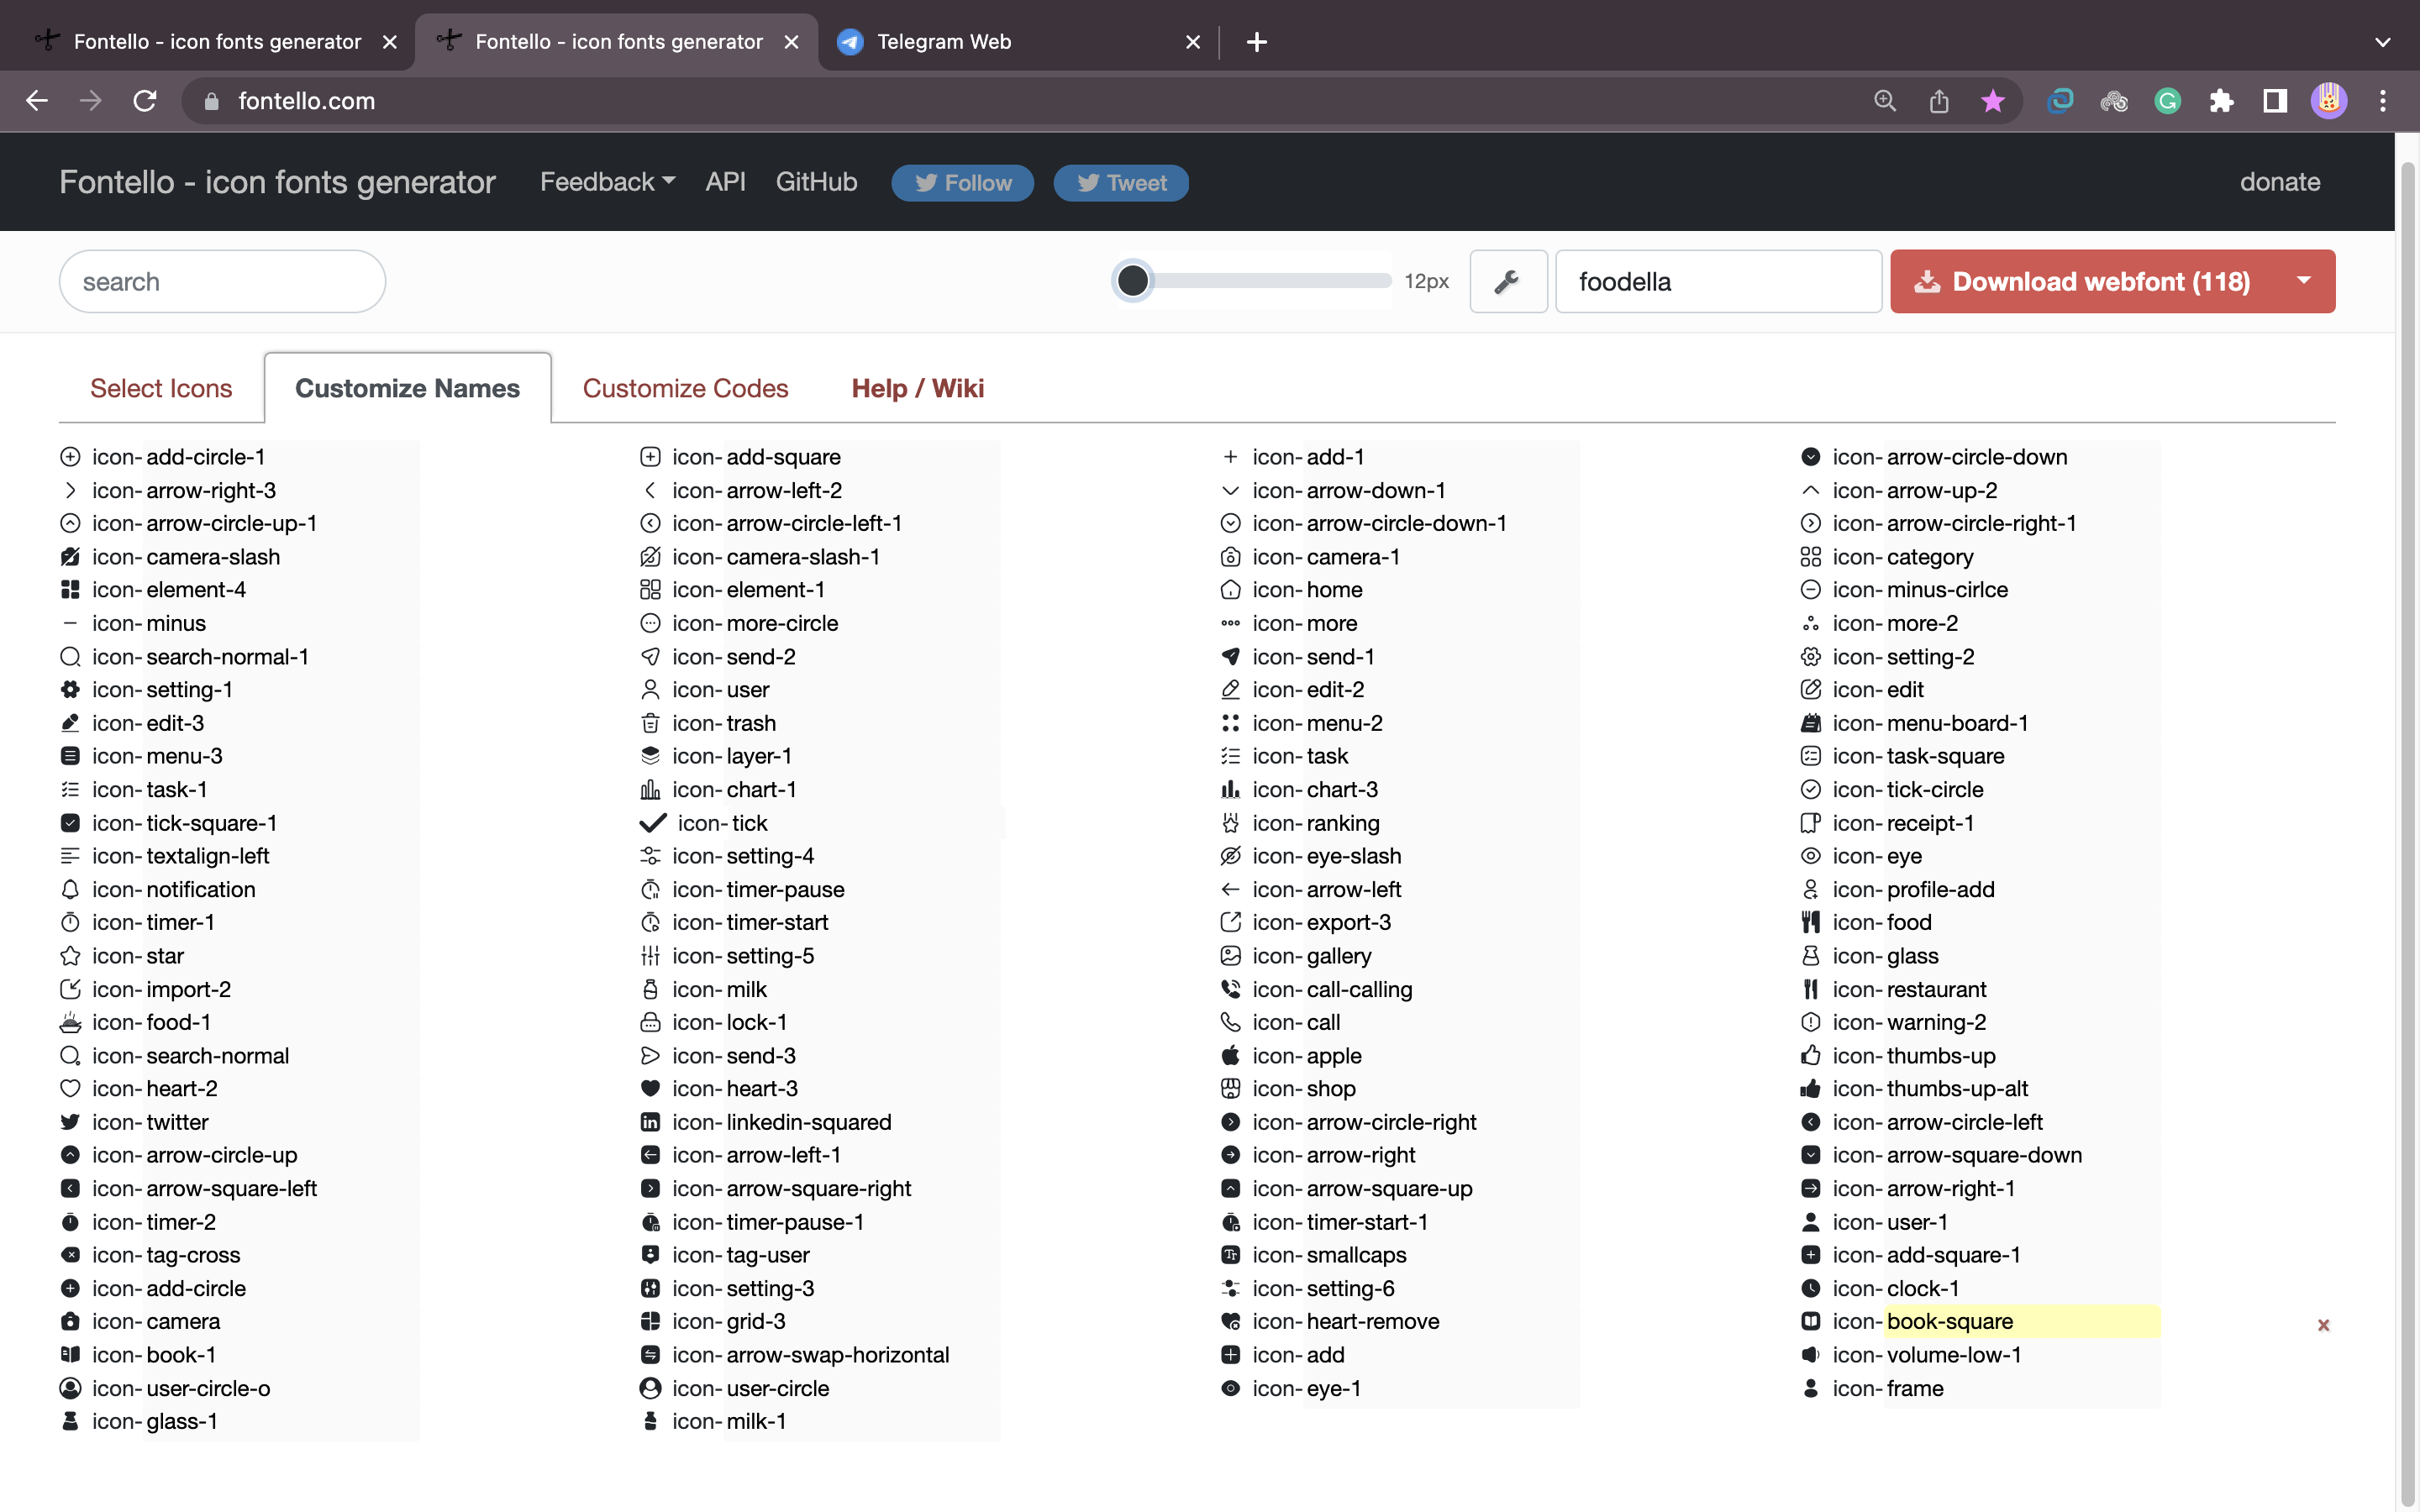 Fontello - icon fonts generator
Fontello - icon fonts generator
Telegram Web
fontello.com
Fontello - icon fonts generator Feedback API GitHub Follow Tweet donate
search 12px foodella Download webfont (118)
Select Icons Customize Names Customize Codes Help / Wiki
icon-add-circle-1 icon-add-square icon-add-1 icon-arrow-circle-down
icon-arrow-right-3 icon-arrow-left-2 icon-arrow-down-1 icon-arrow-up-2
icon-arrow-circle-up-1 icon-arrow-circle-left-1 icon-arrow-circle-down-1 icon-arrow-circle-right-1
icon-camera-slash icon-camera-slash-1 icon-camera-1 icon-category
icon-element-4 icon-element-1 icon-home icon-minus-cirlce
icon-minus icon-more-circle icon-more icon-more-2
icon-search-normal-1 icon-send-2 icon-send-1 icon-setting-2
icon-setting-1 icon-user icon-edit-2 icon-edit
icon-edit-3 icon-trash icon-menu-2 icon-menu-board-1
icon-menu-3 icon-layer-1 icon-task icon-task-square
icon-task-1 icon-chart-1 icon-chart-3 icon-tick-circle
icon-tick-square-1 icon-tick icon-ranking icon-receipt-1
icon-textalign-left icon-setting-4 icon-eye-slash icon-eye
icon-notification icon-timer-pause icon-arrow-left icon-profile-add
icon-timer-1 icon-timer-start icon-export-3 icon-food
icon-star icon-setting-5 icon-gallery icon-glass
icon-import-2 icon-milk icon-call-calling icon-restaurant
icon-food-1 icon-lock-1 icon-call icon-warning-2
icon-search-normal icon-send-3 icon-apple icon-thumbs-up
icon-heart-2 icon-heart-3 icon-shop icon-thumbs-up-alt
icon-twitter icon-linkedin-squared icon-arrow-circle-right icon-arrow-circle-left
icon-arrow-circle-up icon-arrow-left-1 icon-arrow-right icon-arrow-square-down
icon-arrow-square-left icon-arrow-square-right icon-arrow-square-up icon-arrow-right-1
icon-timer-2 icon-timer-pause-1 icon-timer-start-1 icon-user-1
icon-tag-cross icon-tag-user icon-smallcaps icon-add-square-1
icon-add-circle icon-setting-3 icon-setting-6 icon-clock-1
icon-camera icon-grid-3 icon-heart-remove icon-book-square
icon-book-1 icon-arrow-swap-horizontal icon-add icon-volume-low-1
icon-user-circle-o icon-user-circle icon-eye-1 icon-frame
icon-glass-1 icon-milk-1